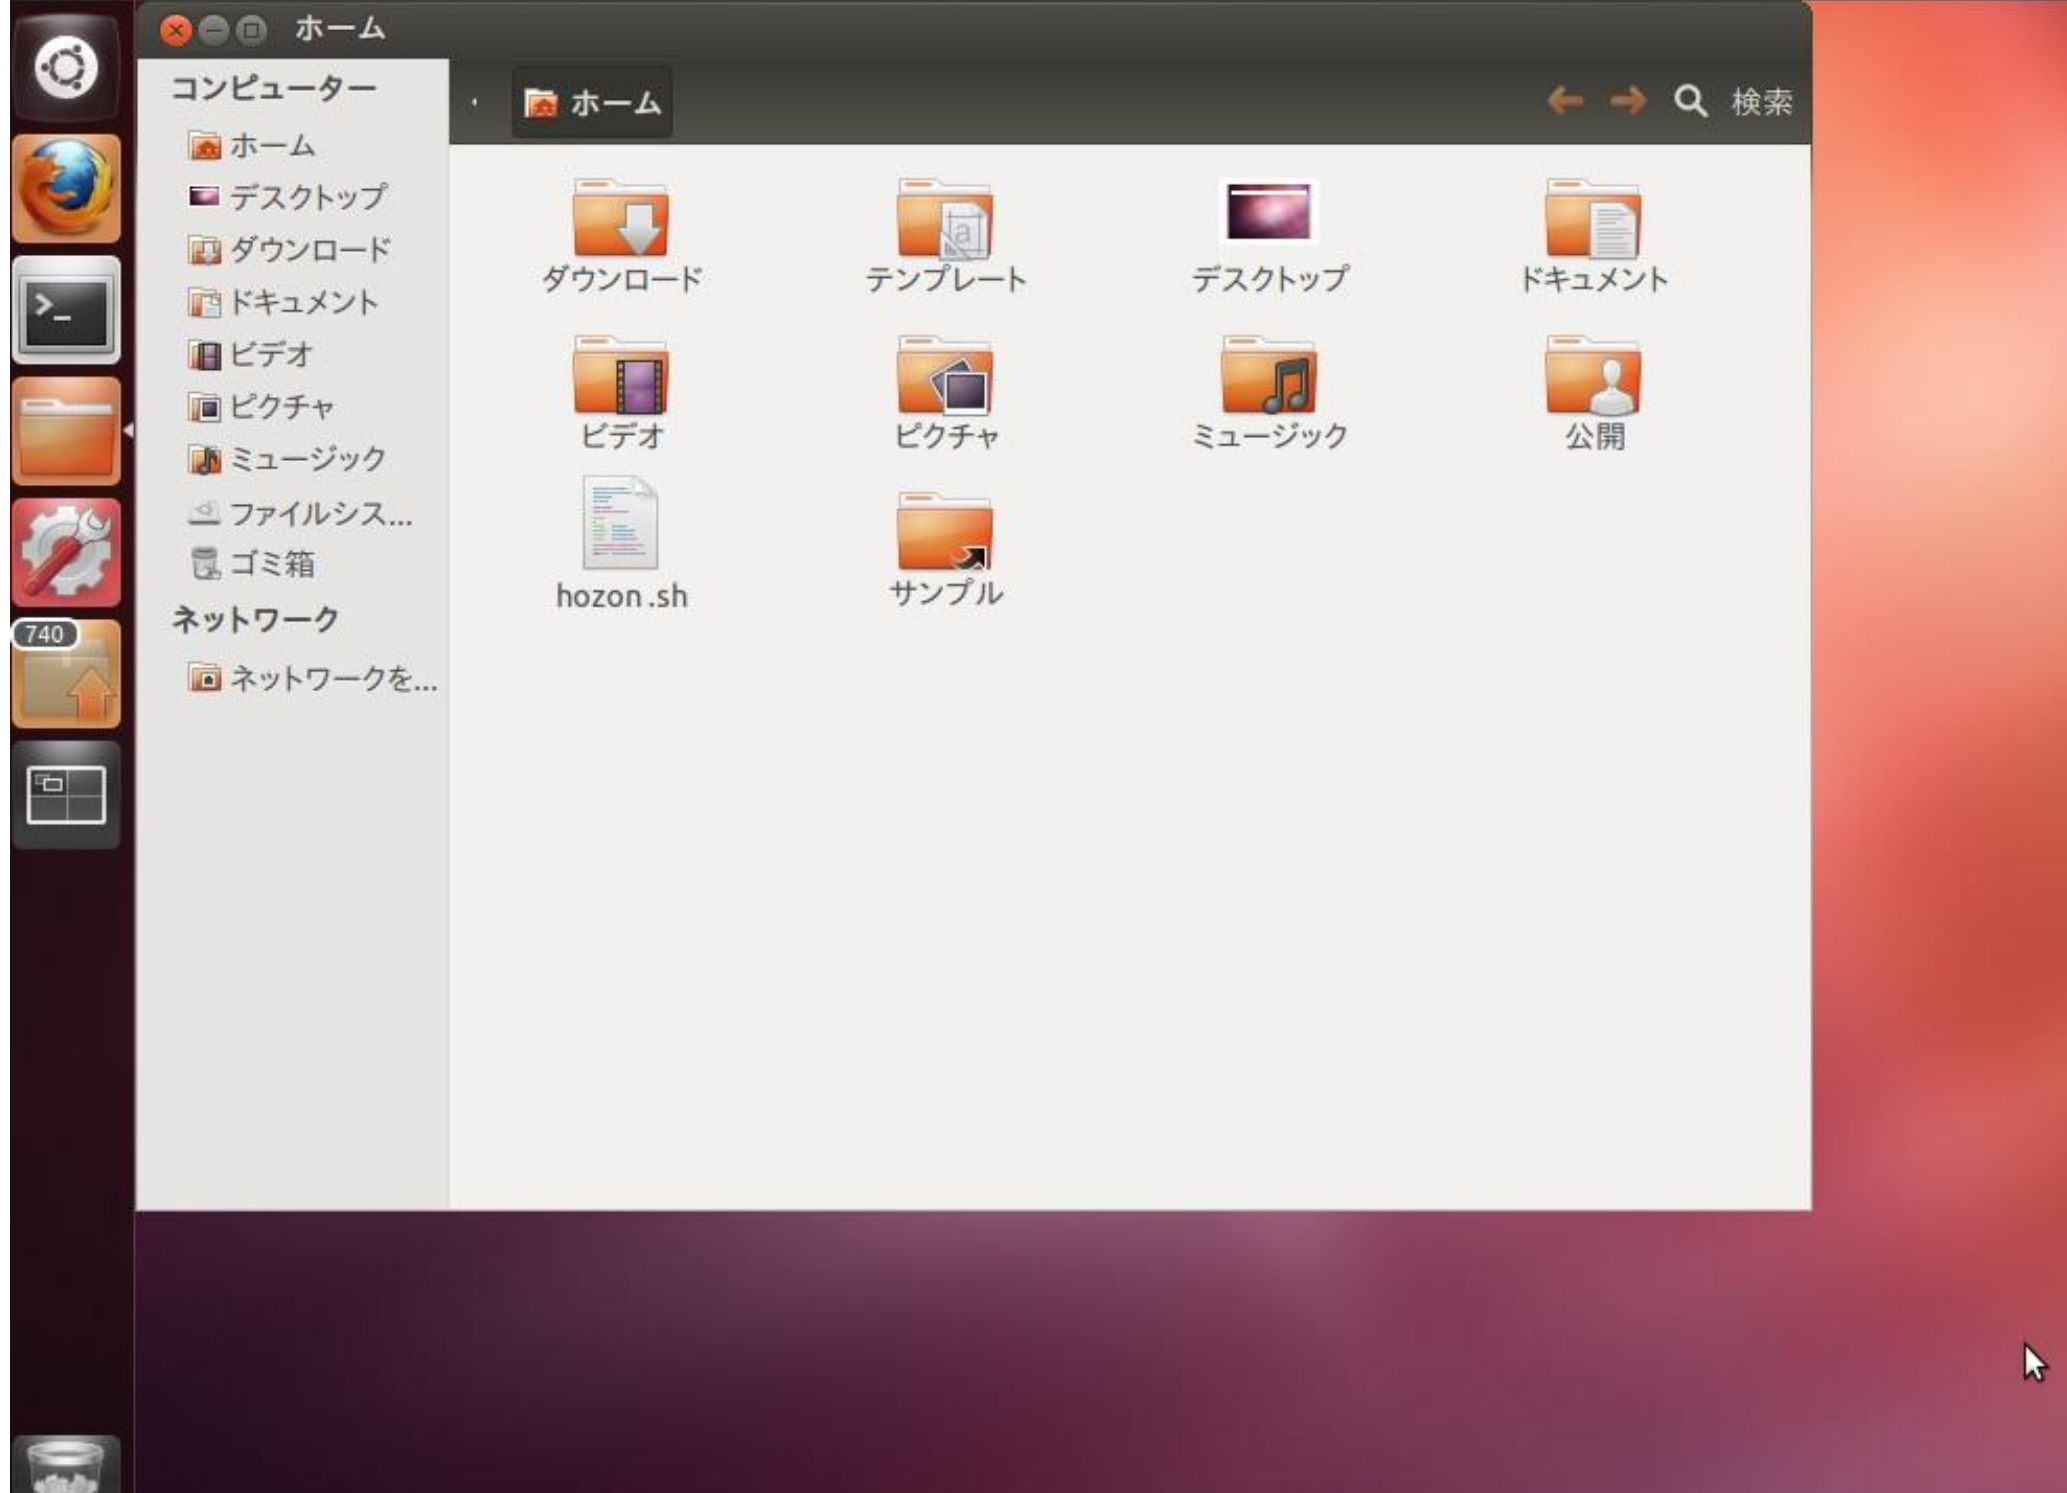 ホーム
コンピューター
ホーム
デスクトップ
ダウンロード
ドキュメント
ビデオ
ピクチャ
ミュージック
ファイルシス...
ゴミ箱
ネットワーク
ネットワークを...
ホーム
検索
ダウンロード
テンプレート
デスクトップ
ドキュメント
ビデオ
ピクチャ
ミュージック
公開
hozon.sh
サンプル
740